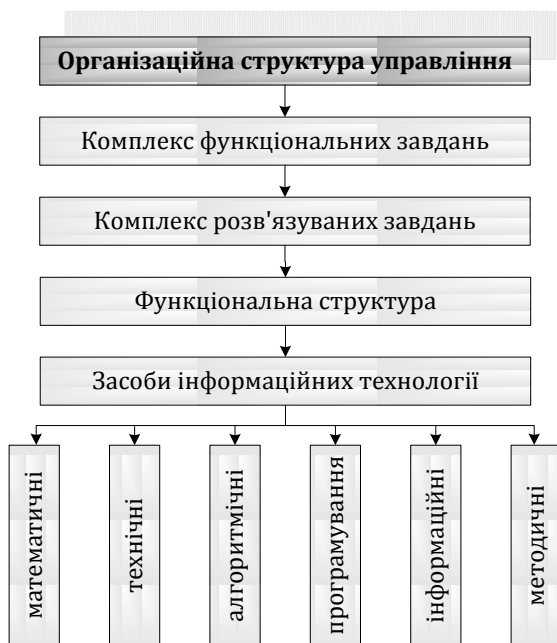 Організаційна структура управління
Комплекс функціональних завдань
Комплекс розв'язуваних завдань
Функціональна структура
Засоби інформаційних технології
математичні
технічні
алгоритмічні
програмування
інформаційні
методичні